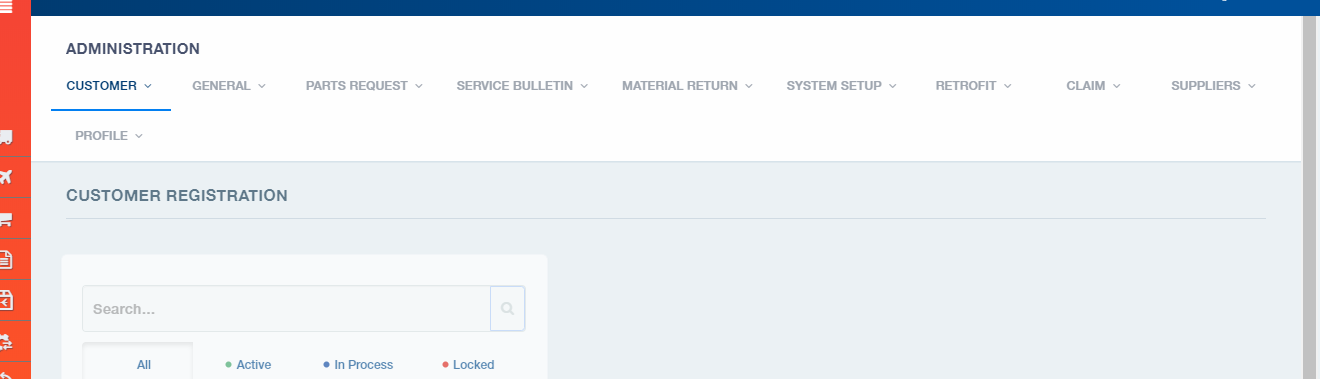 ADMINISTRATION
CUSTOMER GENERAL PARTS REQUEST SERVICE BULLETIN MATERIAL RETURN SYSTEM SETUP RETROFIT CLAIM SUPPLIERS
PROFILE
CUSTOMER REGISTRATION
Search...
All Active In Process Locked